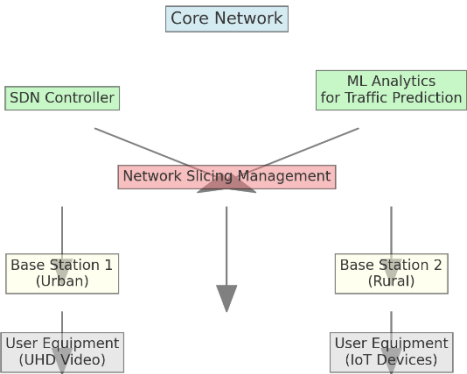 Core Network
SDN Controller
ML Analytics
for Traffic Prediction
Network Slicing Management
Base Station 1
(Urban)
Base Station 2
(Rural)
User Equipment
(UHD Video)
User Equipment
(IoT Devices)